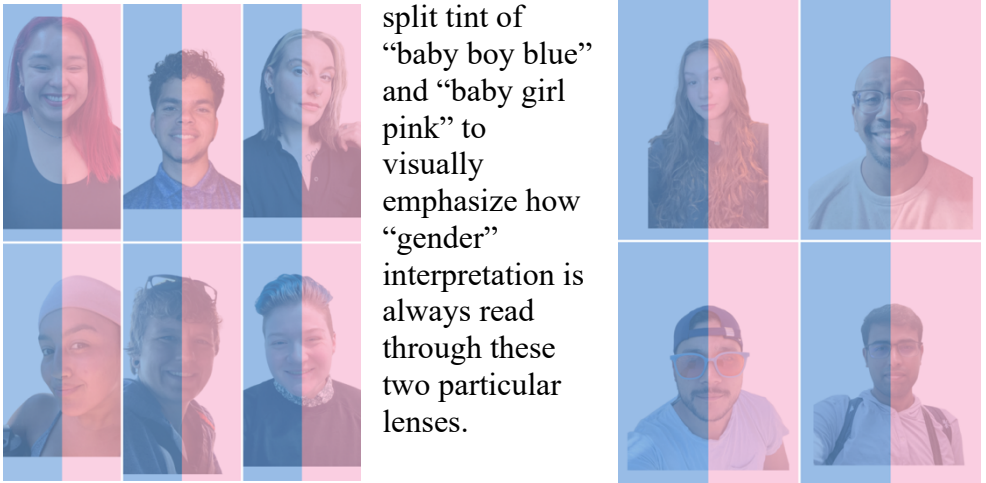 split tint of
“baby boy blue”
and “baby girl
pink” to
visually
emphasize how
“gender”
interpretation is
always read
through these
two particular
lenses.